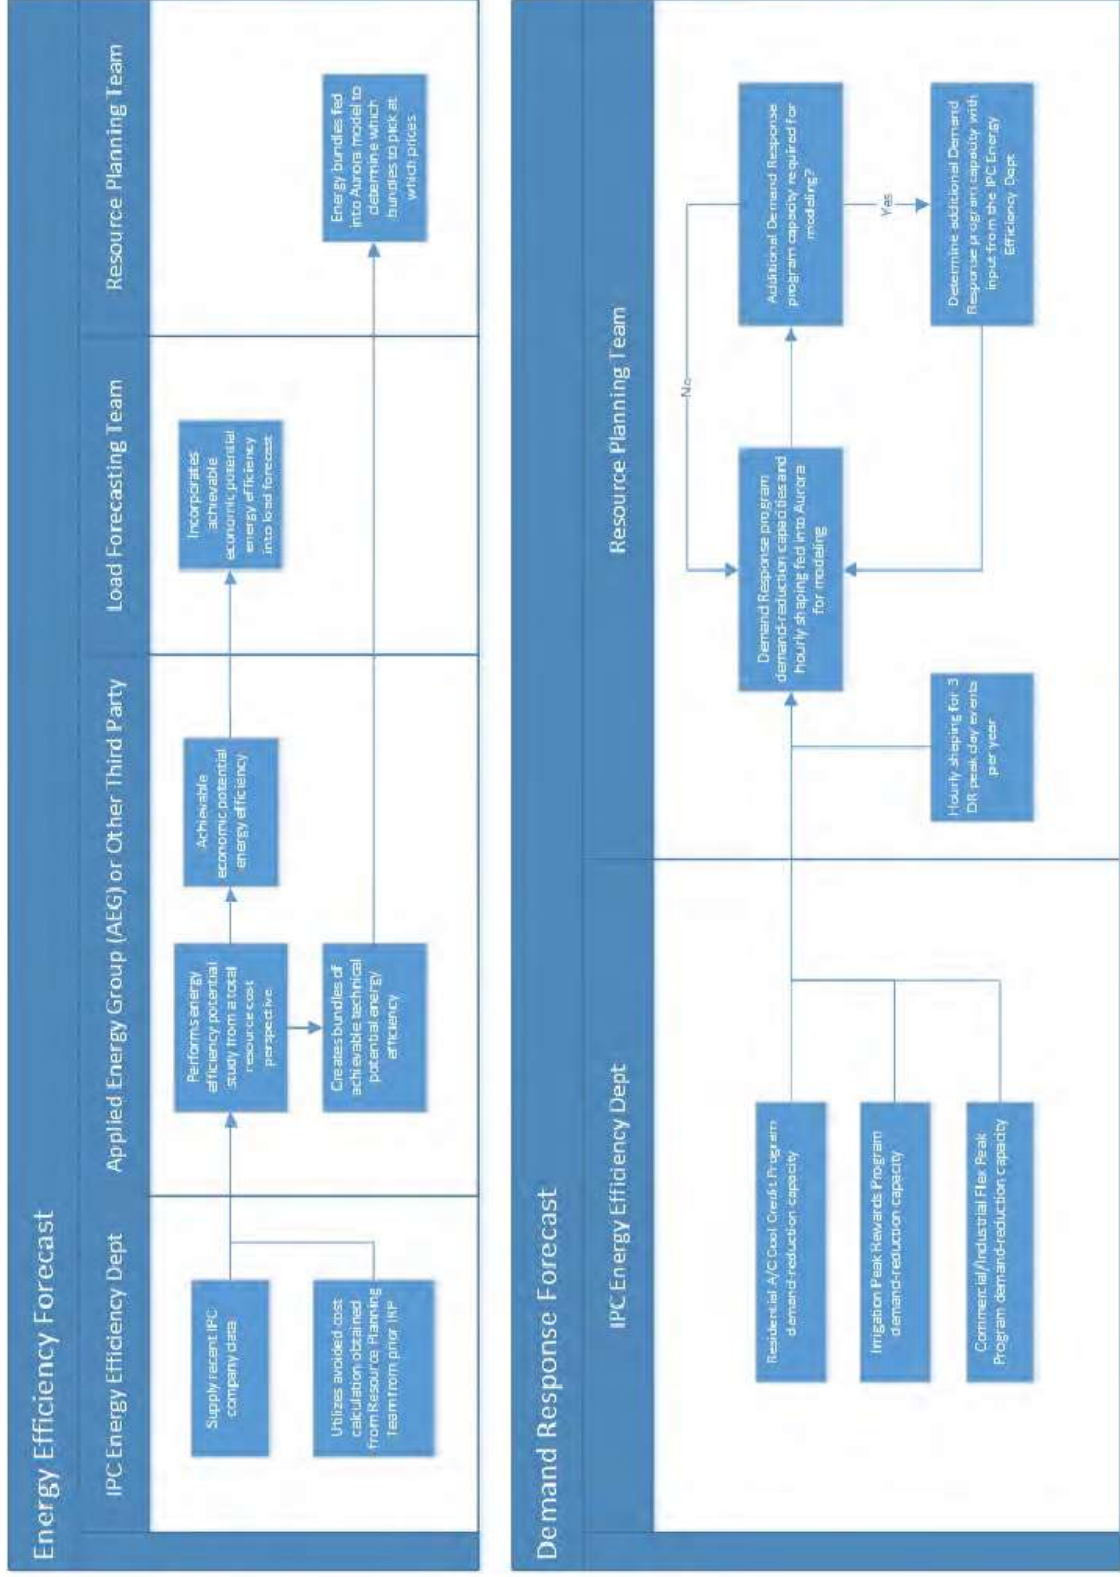 Energy Efficiency Forecast
IPC Energy Efficiency Dept
Applied Energy Group (AEG) or Other Third Party
Load Forecasting Team
Resource Planning Team
Supply recent IPC
company data
Utilizes avoided cost
calculation obtained
from Resource Planning
Team from prior IRP
Performs energy
efficiency potential
study from a total
resource cost
perspective
Creates bundles of
achievable technical
potential energy
efficiency
Achievable
economic potential
energy efficiency
Incorporates
achievable
economic potential
energy efficiency
into load forecast
Energy bundles fed
into Aurora model to
determine which
bundles to pick at
which prices
Demand Response Forecast
IPC Energy Efficiency Dept
Resource Planning Team
Residential A/C Cool Credit Program
demand-reduction capacity
Irrigation Peak Rewards Program
demand-reduction capacity
Commercial/Industrial Flex Peak
Program demand-reduction capacity
Hourly shaping for 3
DR peak day events
per year
Demand Response program
demand-reduction capacities and
hourly shaping fed into Aurora
for modeling
No
Additional Demand Response
program capacity required for
modeling?
Yes
Determine additional Demand
Response program capacity with
input from the IPC Energy
Efficiency Dept